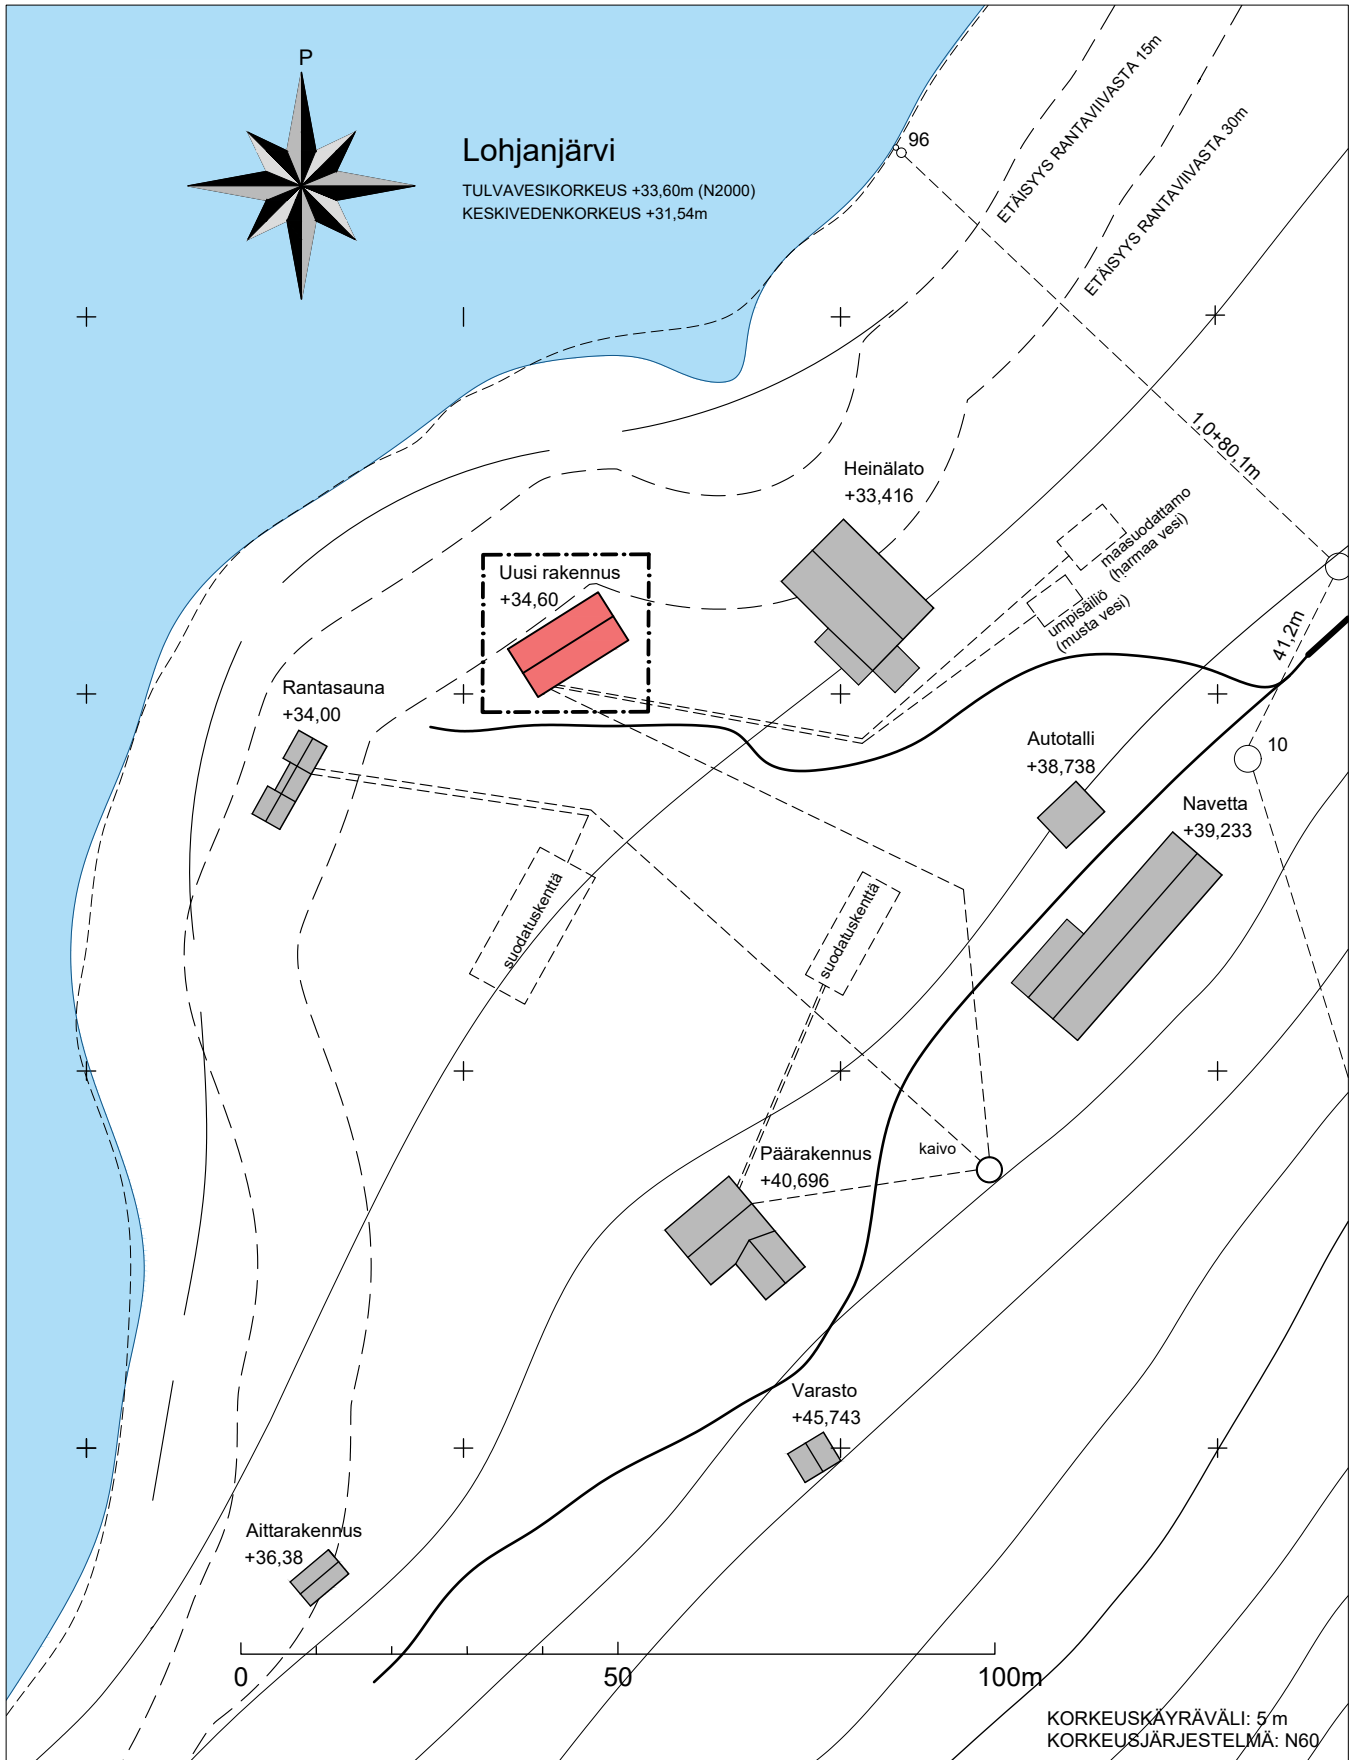 P
Lohjanjärvi
TULVAVESIKORKEUS +33,60m (N2000)
KESKIVEDENKORKEUS +31,54m
96
ETÄISYYS RANTAVIIVASTA 15m
ETÄISYYS RANTAVIIVASTA 30m
1,0+80,1m
Heinälato
+33,416
maasuodattamo
(harmaa vesi)
umpisäiliö
(musta vesi)
41,2m
Uusi rakennus
+34,60
Rantasauna
+34,00
10
Autotalli
+38,738
Navetta
+39,233
suodatuskenttä
suodatuskenttä
kaivo
Päärakennus
+40,696
Varasto
+45,743
Aittarakennus
+36,38
0
50
100m
KORKEUSKÄYRÄVÄLI: 5 m
KORKEUSJÄRJESTELMÄ: N60